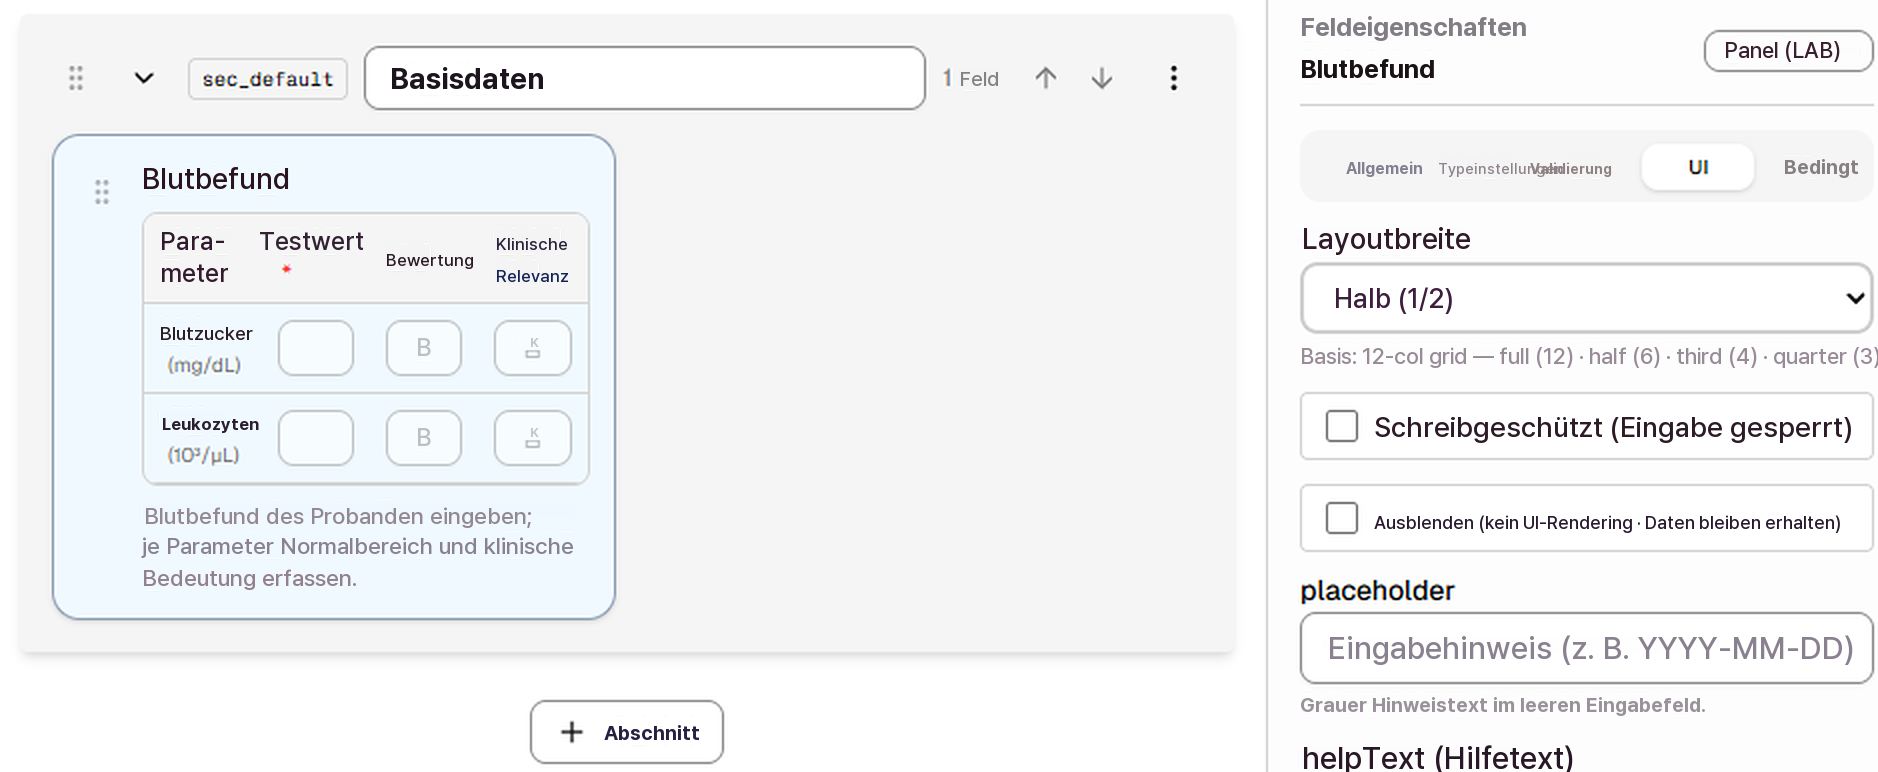 sec_default
Basisdaten
1 Feld
Blutbefund
Para-
meter
Testwert
*
Bewertung
Klinische
Relevanz
Blutzucker
(mg/dL)
B
K
Leukozyten
(10³/µL)
B
K
Blutbefund des Probanden eingeben;
je Parameter Normalbereich und klinische
Bedeutung erfassen.
+ Abschnitt
Feldeigenschaften
Blutbefund
Panel (LAB)
Allgemein Typeinstellungen Validierung UI Bedingt
Layoutbreite
Halb (1/2)
Basis: 12-col grid — full (12) · half (6) · third (4) · quarter (3)
Schreibgeschützt (Eingabe gesperrt)
Ausblenden (kein UI-Rendering · Daten bleiben erhalten)
placeholder
Eingabehinweis (z. B. YYYY-MM-DD)
Grauer Hinweistext im leeren Eingabefeld.
helpText (Hilfetext)